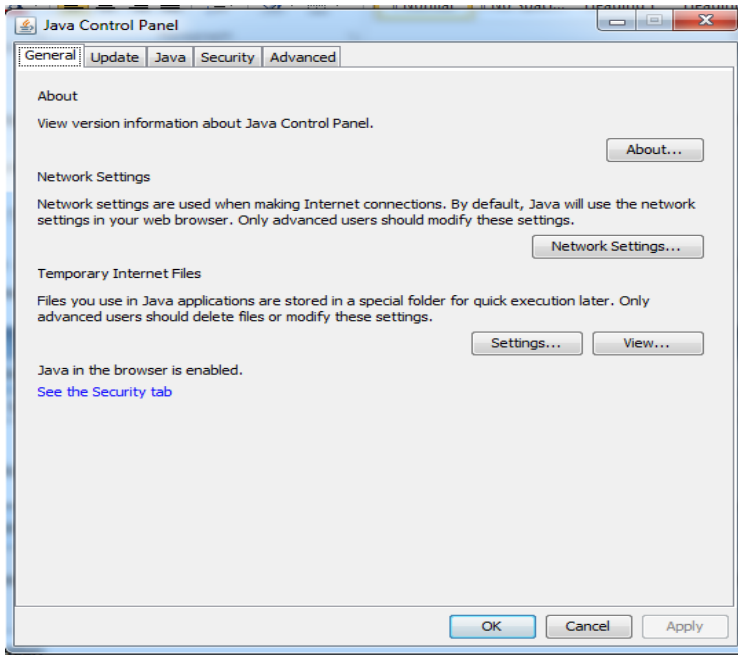 Java Control Panel
General Update Java Security Advanced
About
View version information about Java Control Panel.
About...
Network Settings
Network settings are used when making Internet connections. By default, Java will use the network
settings in your web browser. Only advanced users should modify these settings.
Network Settings...
Temporary Internet Files
Files you use in Java applications are stored in a special folder for quick execution later. Only
advanced users should delete files or modify these settings.
Settings... View...
Java in the browser is enabled.
See the Security tab
OK Cancel Apply